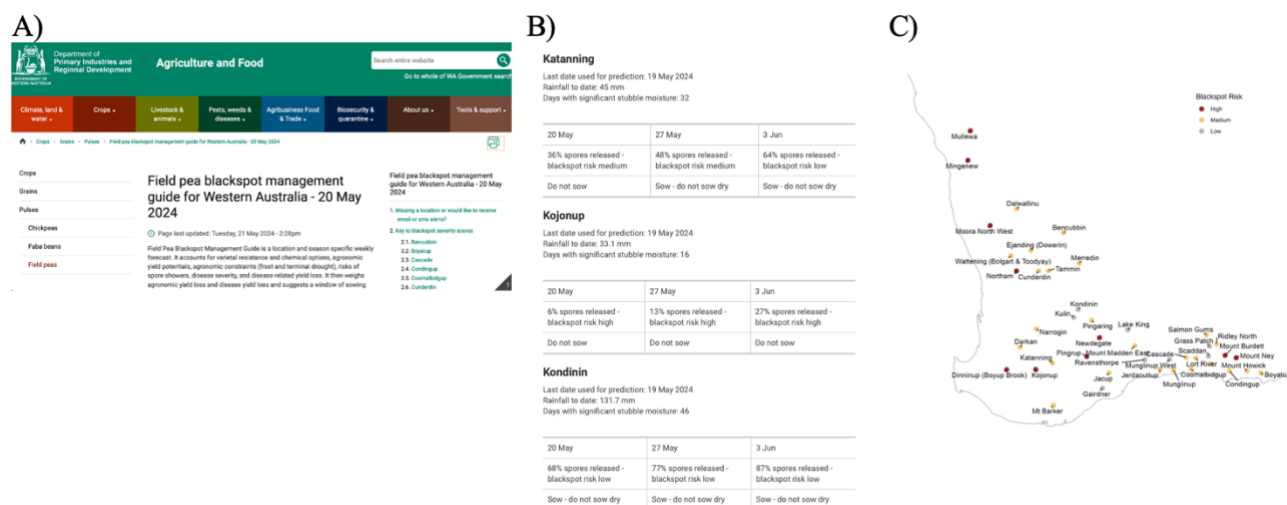 A)
Department of
Primary Industries and
Regional Development
GOVERNMENT OF
WESTERN AUSTRALIA
Agriculture and Food
Search entire website
Go to whole of WA Government search
Climate, land &
water
Crops
Livestock &
animals
Pests, weeds &
diseases
Agribusiness Food
& Trade
Biosecurity &
quarantine
About us
Tools & support
Crops › Grains › Pulses › Field pea blackspot management guide for Western Australia - 20 May 2024
Crops
Grains
Pulses
Chickpeas
Faba beans
Field peas
Field pea blackspot management
guide for Western Australia - 20 May
2024
Page last updated: Tuesday, 21 May 2024 - 2:28pm
Field Pea Blackspot Management Guide is a location and season specific weekly
forecast. It accounts for varietal resistance and chemical options, agronomic
yield potentials, agronomic constraints (frost and terminal drought), risks of
spore showers, disease severity, and disease related yield loss. It then weighs
agronomic yield loss and disease yield loss and suggests a window of sowing
Field pea blackspot management
guide for Western Australia - 20 May
2024
1. Missing a location or would like to receive
email or sms alerts?
2. Key to blackspot severity scores
2.1. Bencubbin
2.2. Boyarup
2.3. Cascade
2.4. Condingup
2.5. Coomalbidgup
2.6. Cunderdin
B)
Katanning
Last date used for prediction: 19 May 2024
Rainfall to date: 45 mm
Days with significant stubble moisture: 32
20 May 27 May 3 Jun
36% spores released - 48% spores released - 64% spores released -
blackspot risk medium blackspot risk medium blackspot risk low
Do not sow Sow - do not sow dry Sow - do not sow dry
Kojonup
Last date used for prediction: 19 May 2024
Rainfall to date: 33.1 mm
Days with significant stubble moisture: 16
20 May 27 May 3 Jun
6% spores released - 13% spores released - 27% spores released -
blackspot risk high blackspot risk high blackspot risk high
Do not sow Do not sow Do not sow
Kondinin
Last date used for prediction: 19 May 2024
Rainfall to date: 131.7 mm
Days with significant stubble moisture: 46
20 May 27 May 3 Jun
68% spores released - 77% spores released - 87% spores released -
blackspot risk low blackspot risk low blackspot risk low
Sow - do not sow dry Sow - do not sow dry Sow - do not sow dry
C)
Blackspot Risk
High
Medium
Low
Mullewa
Mingenew
Dalwallinu
Moora North West
Bencubbin
Ejanding (Dowerin)
Wattening (Bolgart & Toodyay)
Merredin
Tammin
Northam
Cunderdin
Kondinin
Kulin
Pingaring
Lake King
Narrogin
Salmon Gums
Ridley North
Newdegate
Grass Patch
Mount Burdett
Darkan
Pingrup
Mount Madden East
Cascade
Scaddan
Mount Ney
Katanning
Ravensthorpe
Munglinup West
Lort River
Mount Howick
Dinninup (Boyup Brook)
Kojonup
Jacup
Jerdacuttup
Coomalbidgup
Munglinup
Condingup
Gairdner
Mt Barker